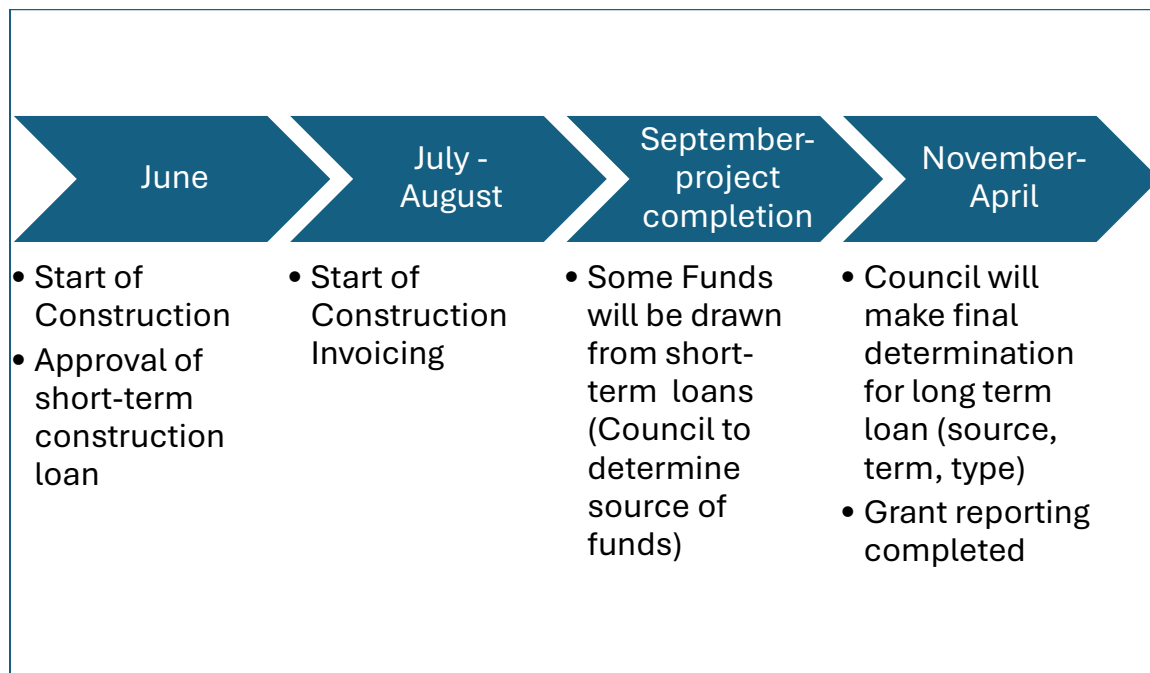 June
July -
August
September-
project
completion
November-
April
• Start of
Construction
• Approval of
short-term
construction
loan
• Start of
Construction
Invoicing
• Some Funds
will be drawn
from short-
term loans
(Council to
determine
source of
funds)
• Council will
make final
determination
for long term
loan (source,
term, type)
• Grant reporting
completed